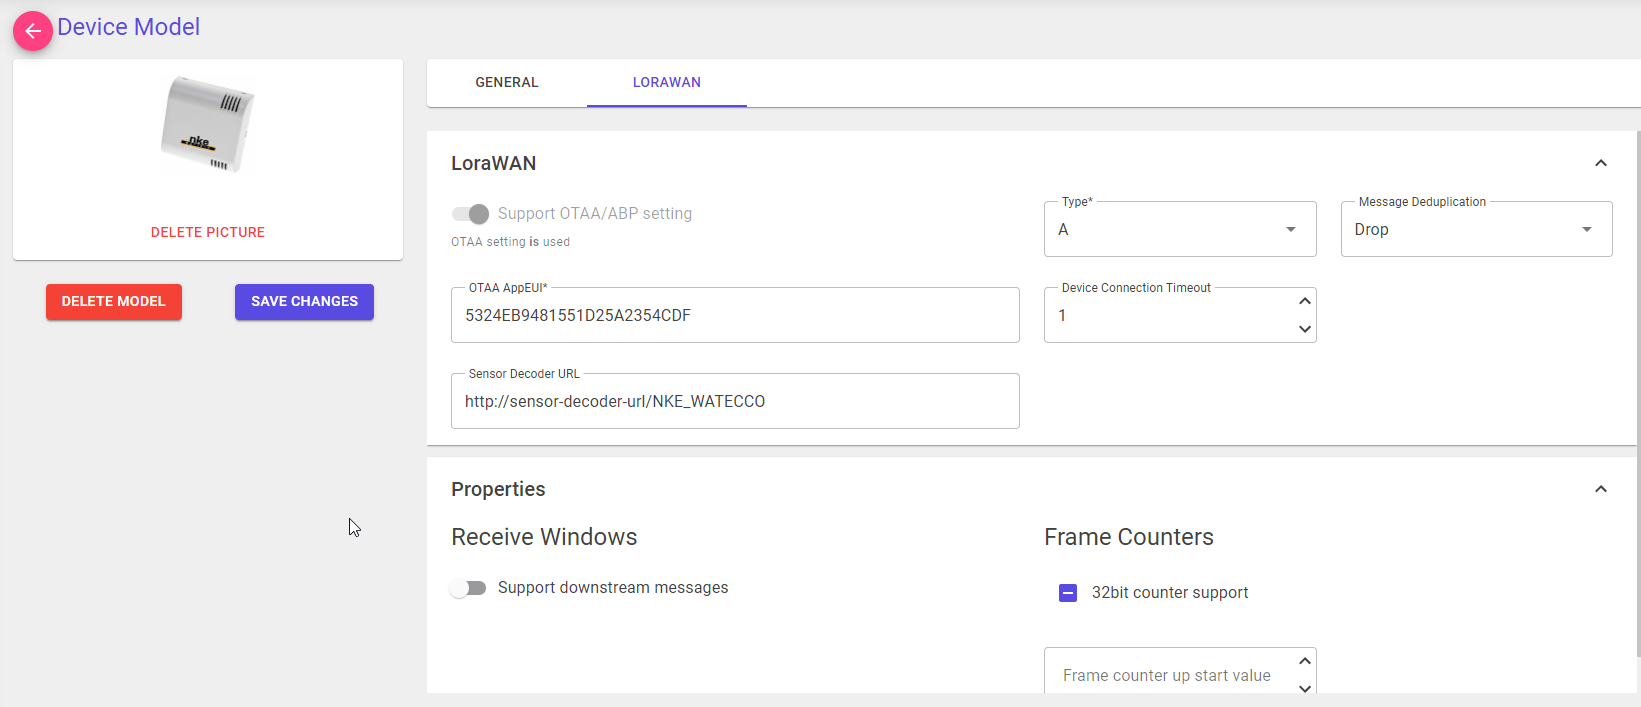 Device Model
nke
DELETE PICTURE
DELETE MODEL
SAVE CHANGES
GENERAL
LORAWAN
LoraWAN
Support OTAA/ABP setting
OTAA setting is used
Type*
A
Message Deduplication
Drop
OTAA AppEUI*
5324EB9481551D25A2354CDF
Device Connection Timeout
1
Sensor Decoder URL
http://sensor-decoder-url/NKE_WATECCO
Properties
Receive Windows
Support downstream messages
Frame Counters
32bit counter support
Frame counter up start value